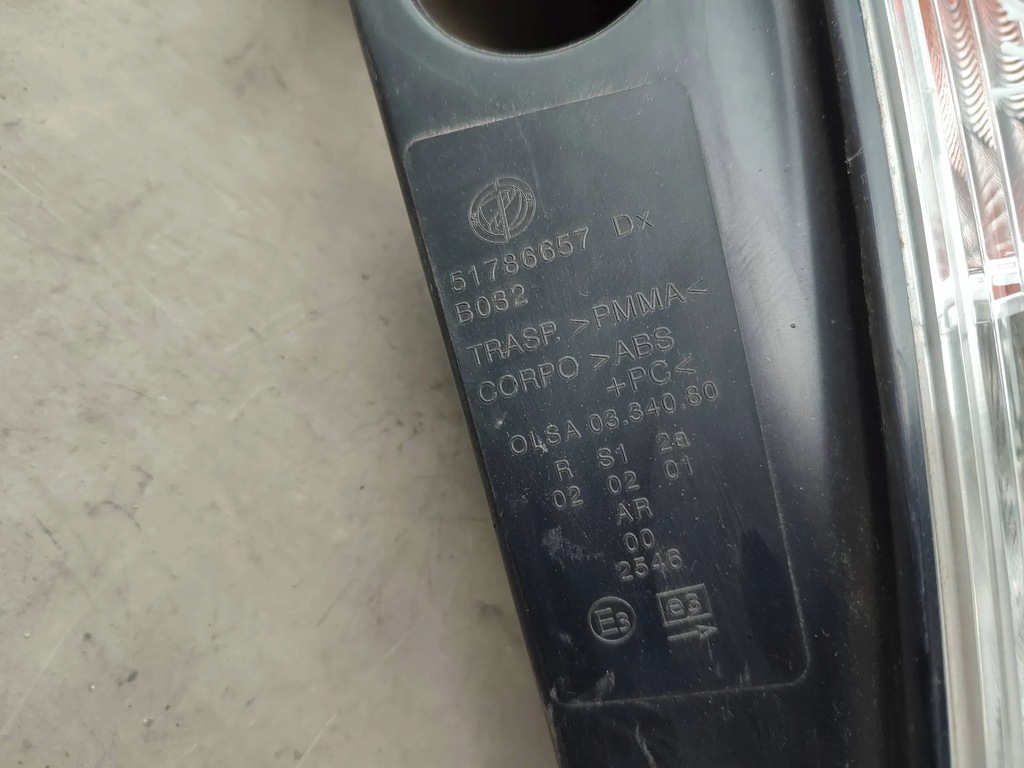 51786657 Dx
B032
TRASP. >PMMA<
CORPO >ABS
+PC<
OLSA 03.340.80
R S1 2a
02 02 01
AR
00
2546
E3 e3